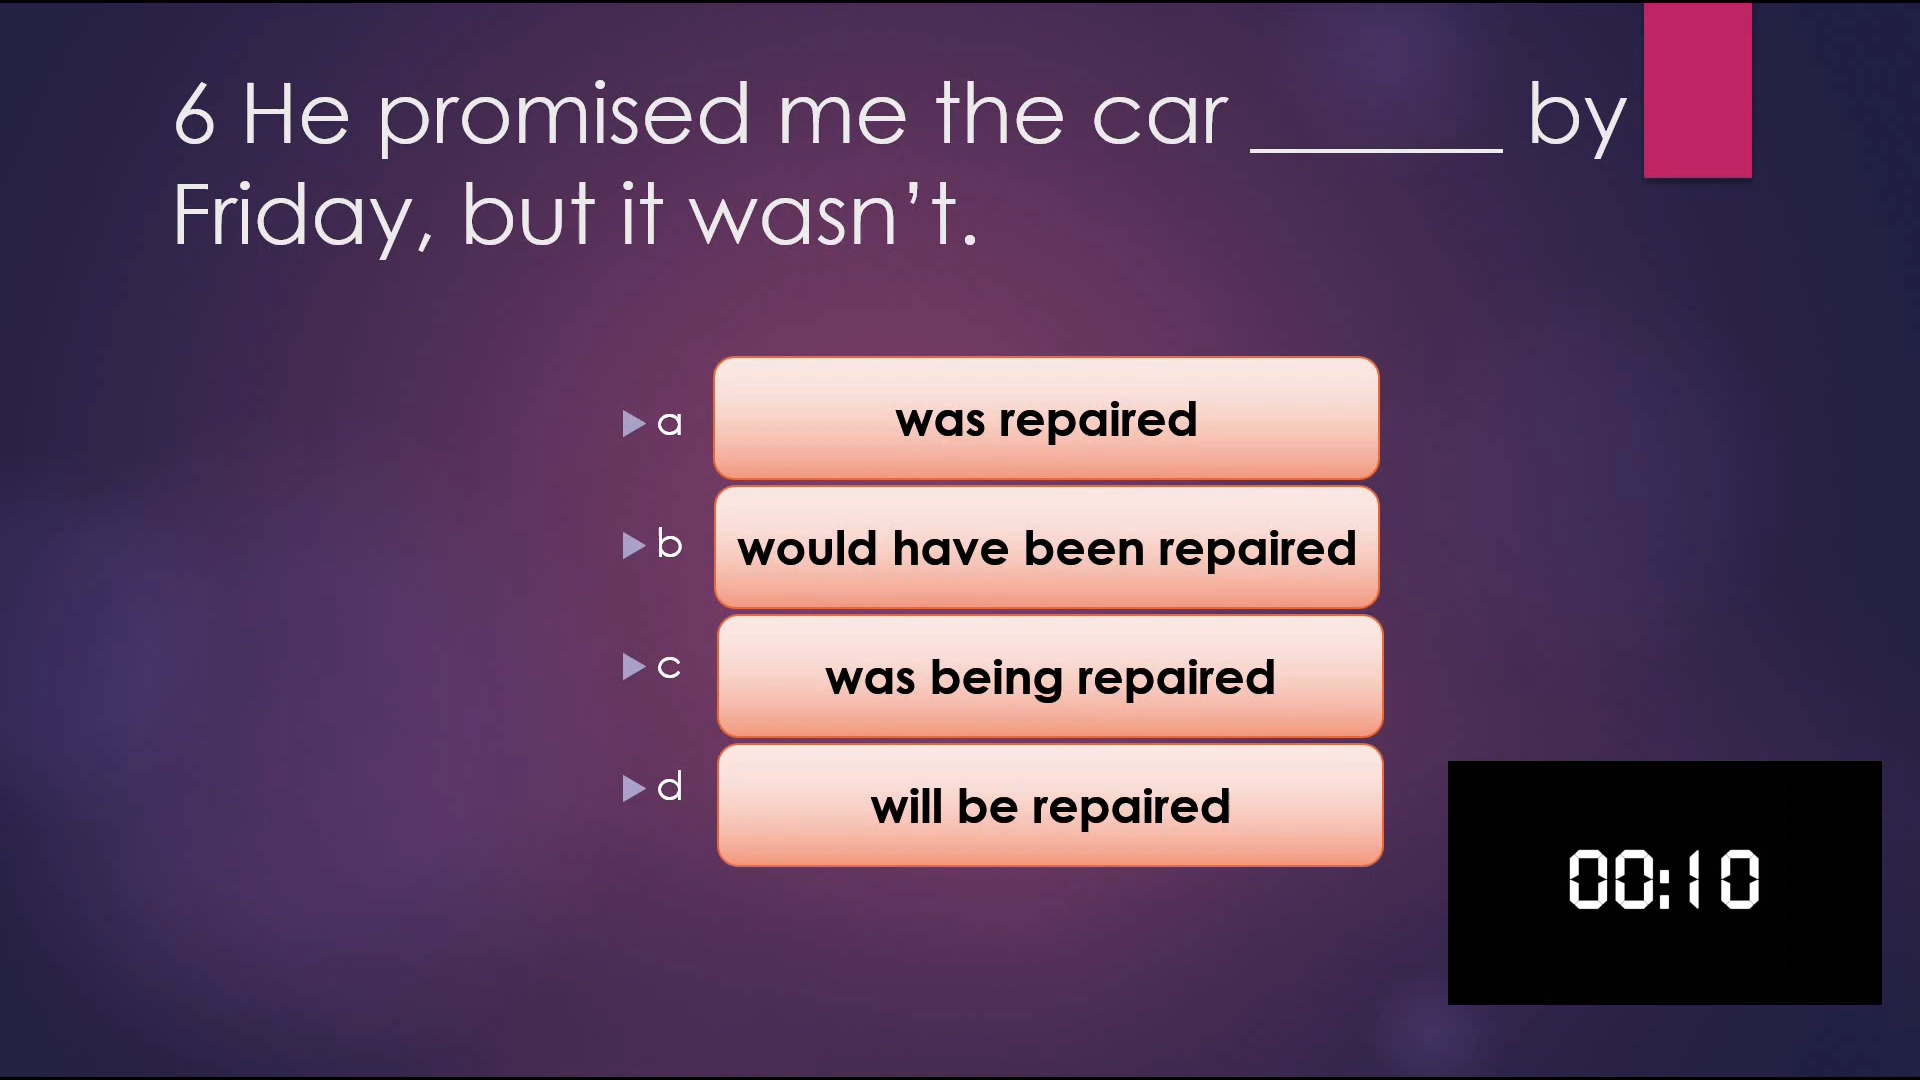 6 He promised me the car ______ by
Friday, but it wasn’t.
a was repaired
b would have been repaired
c was being repaired
d will be repaired
00:10